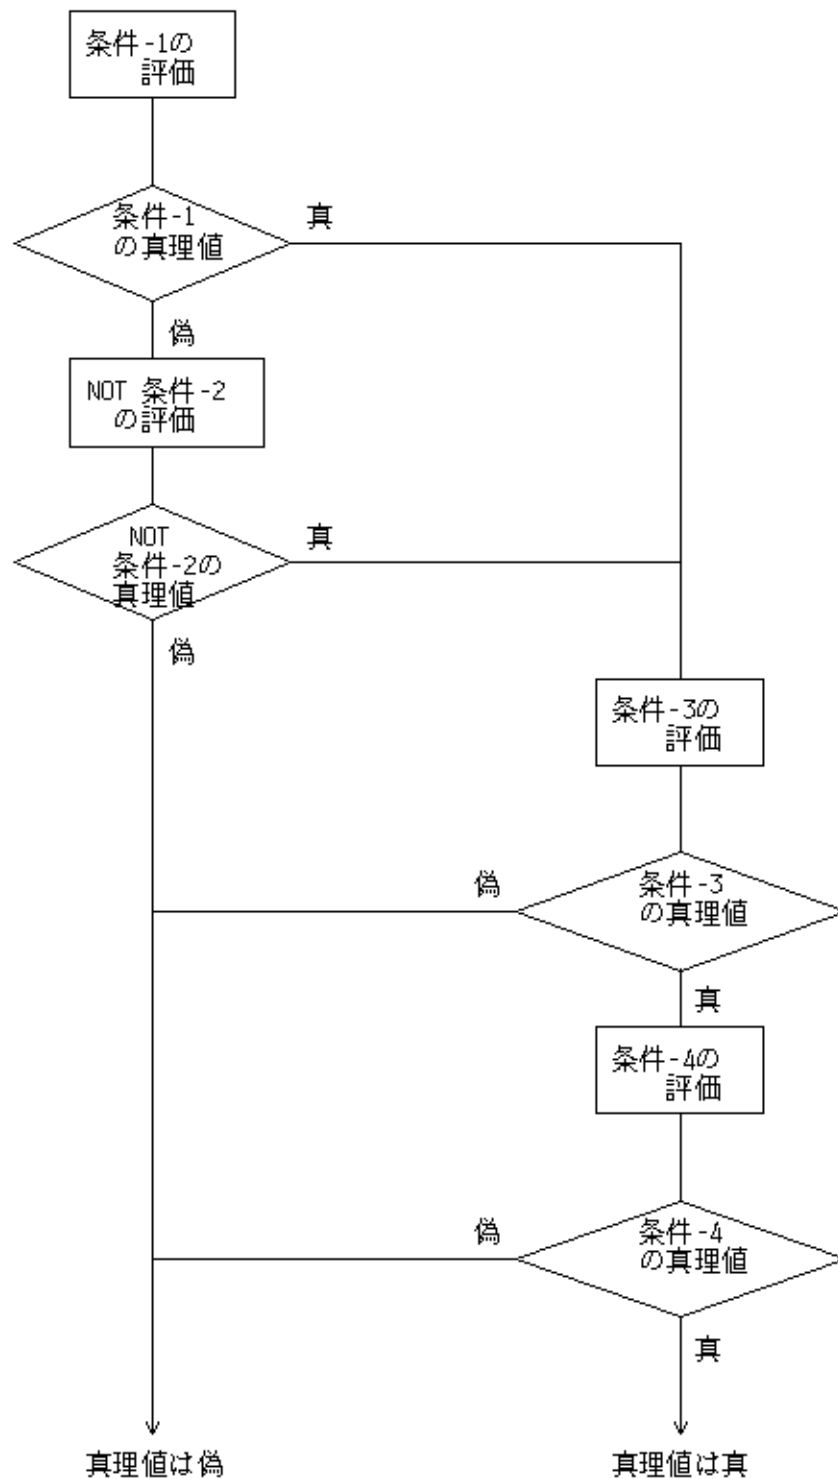 条件-1の
評価
条件-1
の真理値
真
偽
NOT 条件-2
の評価
NOT
条件-2の
真理値
真
偽
条件-3の
評価
条件-3
の真理値
偽
真
条件-4の
評価
条件-4
の真理値
偽
真
真理値は偽
真理値は真